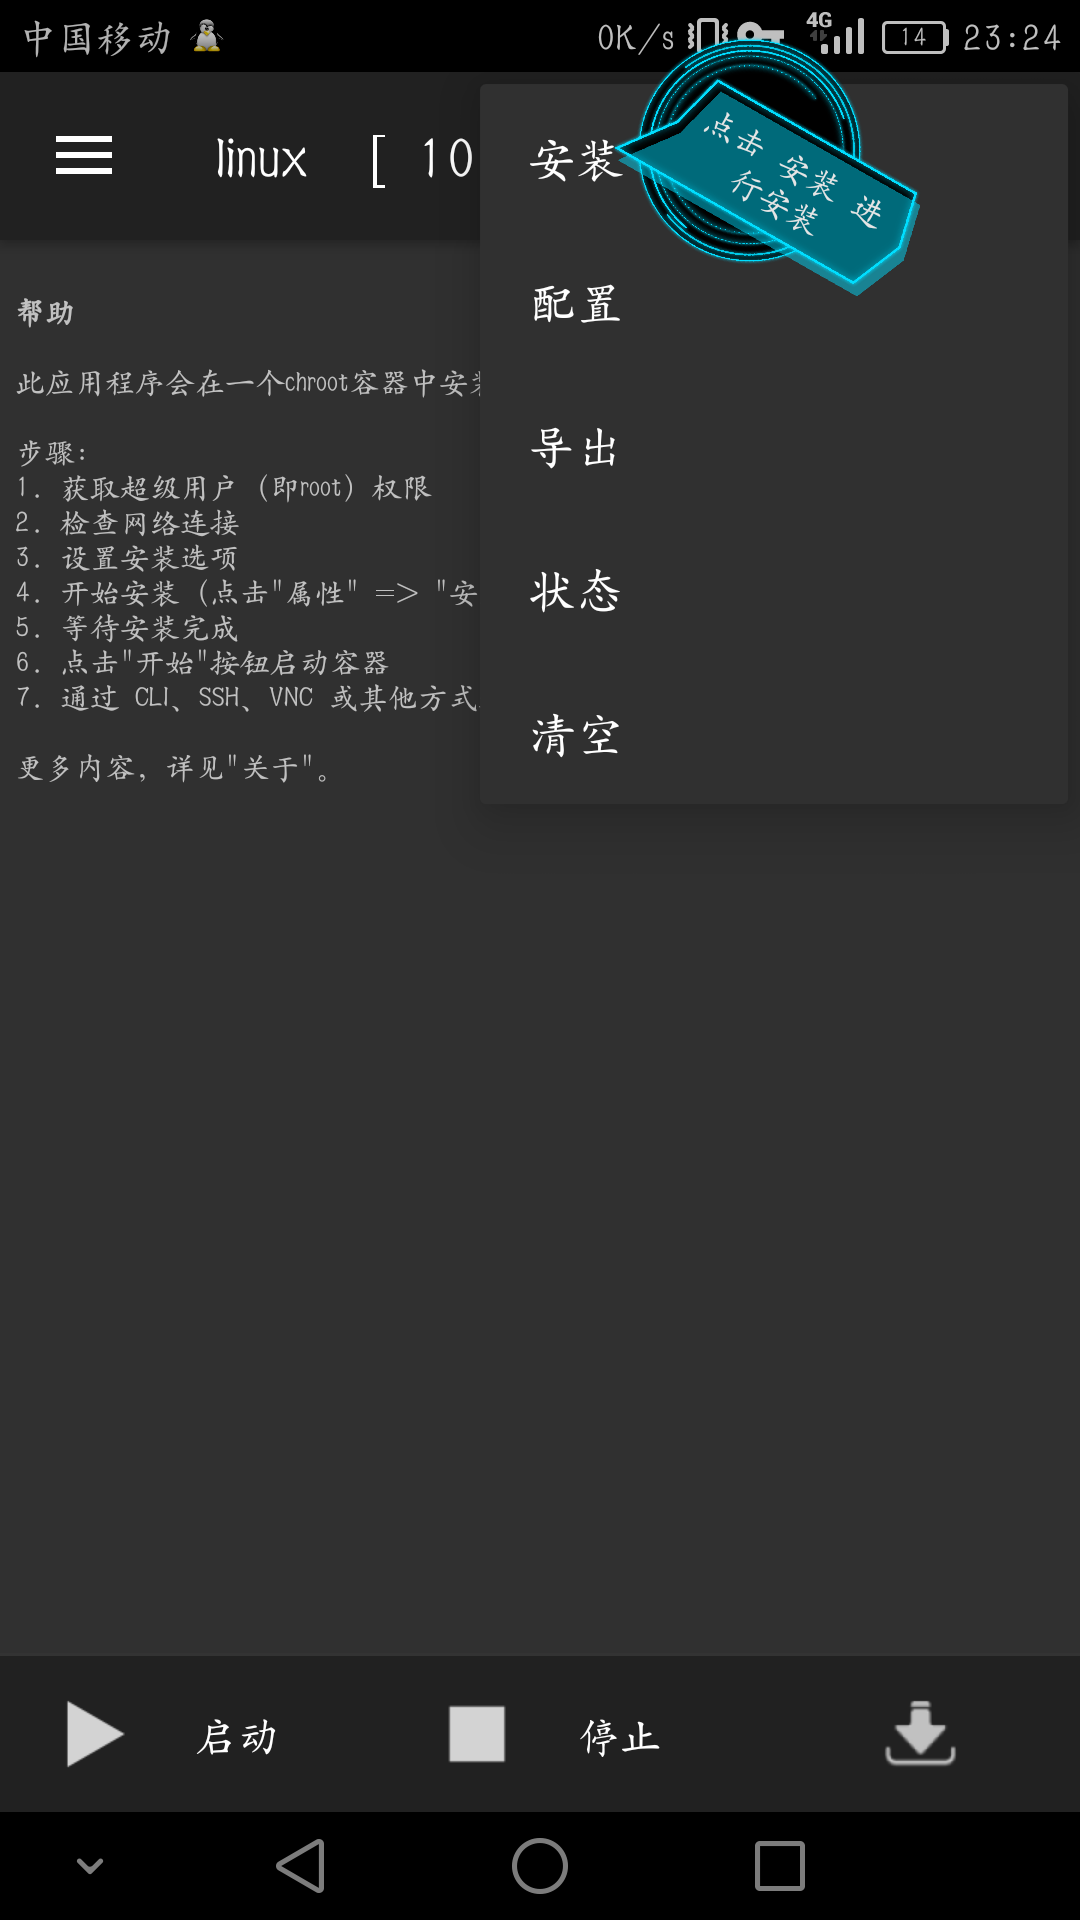 中国移动 0K/s 4G 14 23:24
linux [ 10
安装
点击 安装 进
行安装
配置
导出
状态
清空
帮助
此应用程序会在一个chroot容器中安
步骤:
1. 获取超级用户 (即root) 权限
2. 检查网络连接
3. 设置安装选项
4. 开始安装 (点击"属性" => "安
5. 等待安装完成
6. 点击"开始"按钮启动容器
7. 通过 CLI、SSH、VNC 或其他方式
更多内容, 详见"关于"。
启动 停止